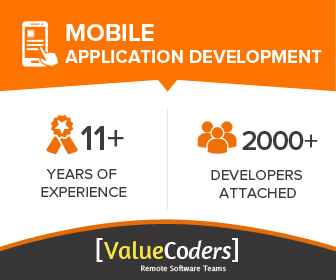 MOBILE
APPLICATION DEVELOPMENT
11+
YEARS OF
EXPERIENCE
2000+
DEVELOPERS
ATTACHED
[ValueCoders]
Remote Software Teams